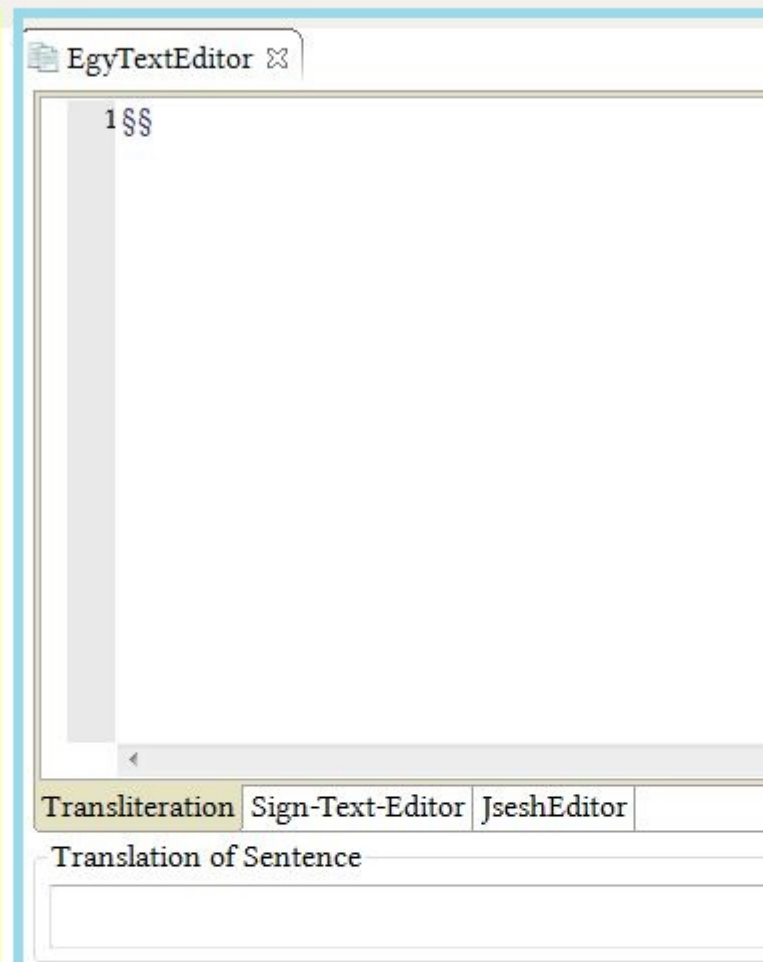 EgyTextEditor
1 §§
Transliteration Sign-Text-Editor JseshEditor
Translation of Sentence